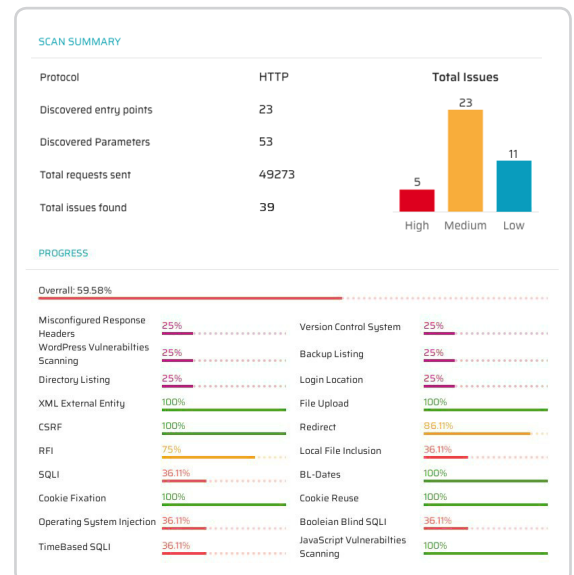 SCAN SUMMARY
Protocol HTTP
Discovered entry points 23
Discovered Parameters 53
Total requests sent 49273
Total issues found 39
Total Issues
23
11
5
High Medium Low
PROGRESS
Overrall: 59.58%
Misconfigured Response
Headers
25%
Version Control System 25%
WordPress Vulnerabilties
Scanning
25%
Backup Listing 25%
Directory Listing 25%
Login Location 25%
XML External Entity 100%
File Upload 100%
CSRF 100%
Redirect 86.11%
RFI 75%
Local File Inclusion 36.11%
SQLI 36.11%
BL-Dates 100%
Cookie Fixation 100%
Cookie Reuse 100%
Operating System Injection 36.11%
Booleian Blind SQLI 36.11%
TimeBased SQLI 36.11%
JavaScript Vulnerabilties
Scanning
100%